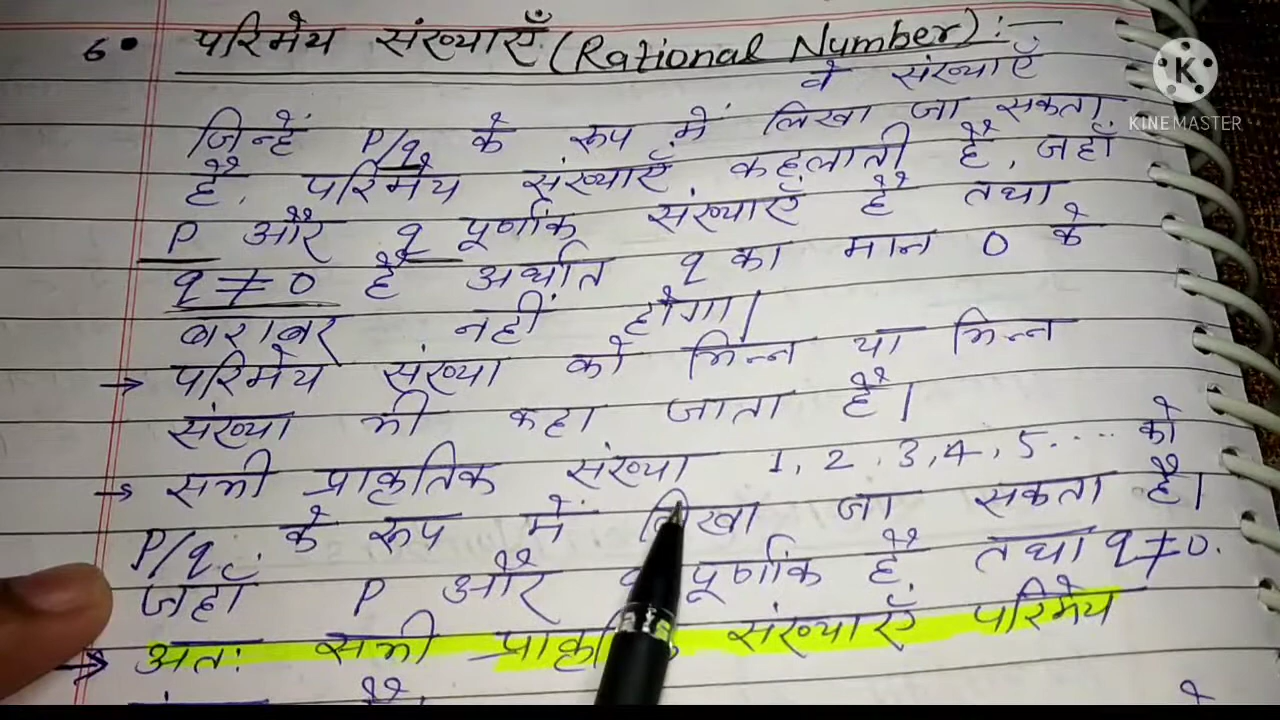 6• परिमेय संख्याएँ (Rational Number):-
वे संख्याएँ
जिन्हें P/q के रूप में लिखा जा सकता
है, परिमेय संख्याएँ कहलाती है, जहाँ
P और q पूर्णांक संख्याएँ है तथा
q ≠ 0 है अर्थात q का मान 0 के
बराबर नहीं होगा।
→ परिमेय संख्या को भिन्न या भिन्न
संख्या भी कहा जाता है।
→ सभी प्राकृतिक संख्या 1, 2, 3, 4, 5.... को
P/q के रूप में लिखा जा सकता है।
जहाँ P और q पूर्णांक है, तथा q≠0.
→ अतः सभी प्राकृतिक संख्याएँ परिमेय
KINEMASTER